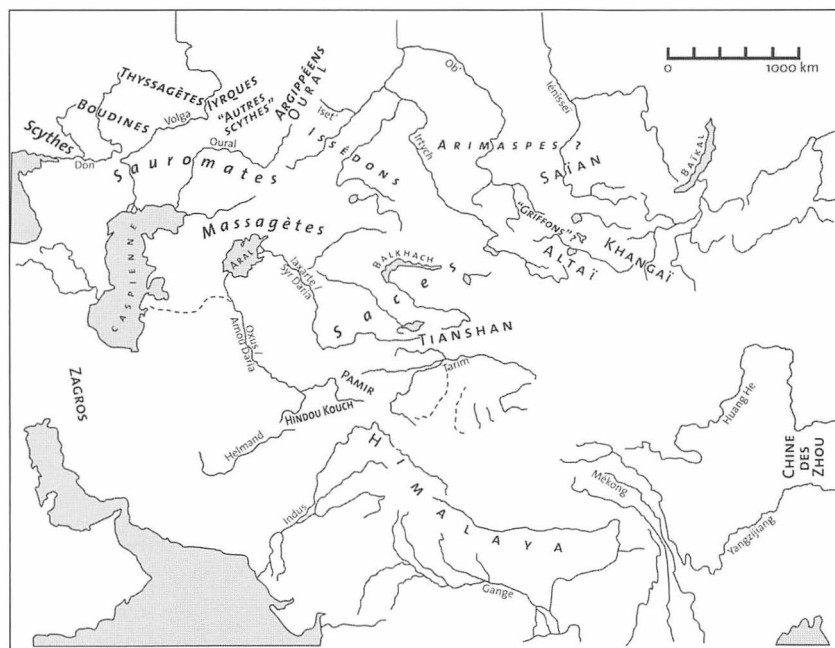 0 1000 km
THYSSAGÈTES
BOUDINES
Scythes
Volga
IYRQUES
"AUTRES
SCYTHES"
ARGIPPÉENS
OURAL
Iset'
Ob'
Iénisseï
Don
Sauromates
Oural
ISSÉDONS
Irtych
ARIMASPES ?
SAÏAN
BAÏKAL
"GRIFFONS" ?
ALTAÏ
KHANGAÏ
Massagètes
CASPIENNE
ARAL
Iaxarte /
Syr Daria
BALKHACH
Saces
TIANSHAN
Oxus /
Amou Daria
ZAGROS
PAMIR
Tarim
HINDOU KOUCH
Helmand
Huang He
CHINE
DES
ZHOU
HIMALAYA
Indus
Mékong
Yangzijiang
Gange